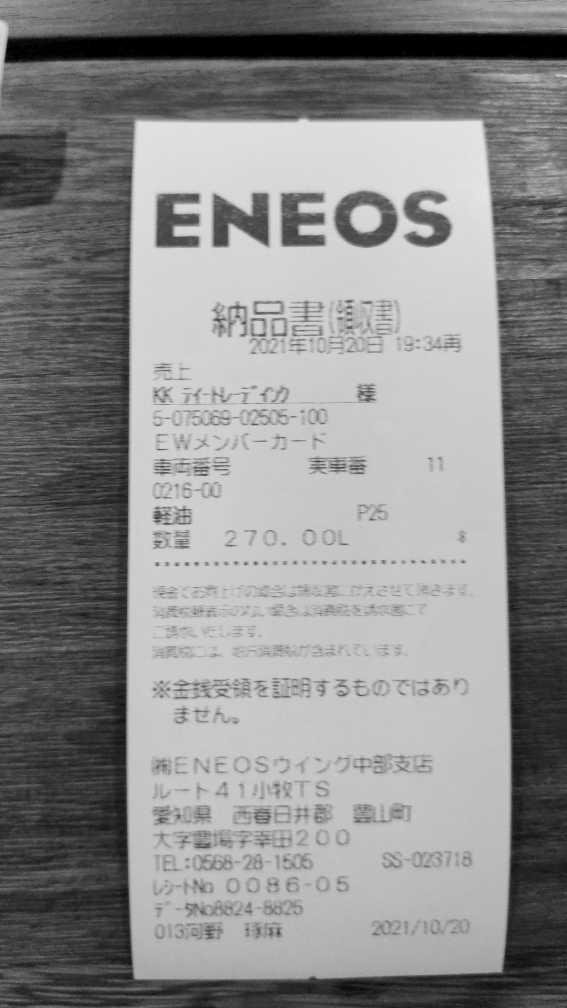 ENEOS
納品書(領収書)
2021年10月20日 19:34再
売上
KK テイートレーデイング 様
5-075069-02505-100
EWメンバーカード
車両番号 実車番 11
0216-00
軽油 P25
数量 270.00L 8
現金でお買上げの場合は領収書にかえさせて頂きます。
消費税額表示のない場合は消費税を請求書にて
ご請求いたします。
消費税には、地方消費税が含まれています。
※金銭受領を証明するものではあり
ません。
㈱ENEOSウイング中部支店
ルート41小牧TS
愛知県 西春日井郡 豊山町
大字豊場字幸田200
TEL:0568-28-1505 SS-023718
レシートNo 0086-05
データNo8824-8825
013河野 琢麻 2021/10/20